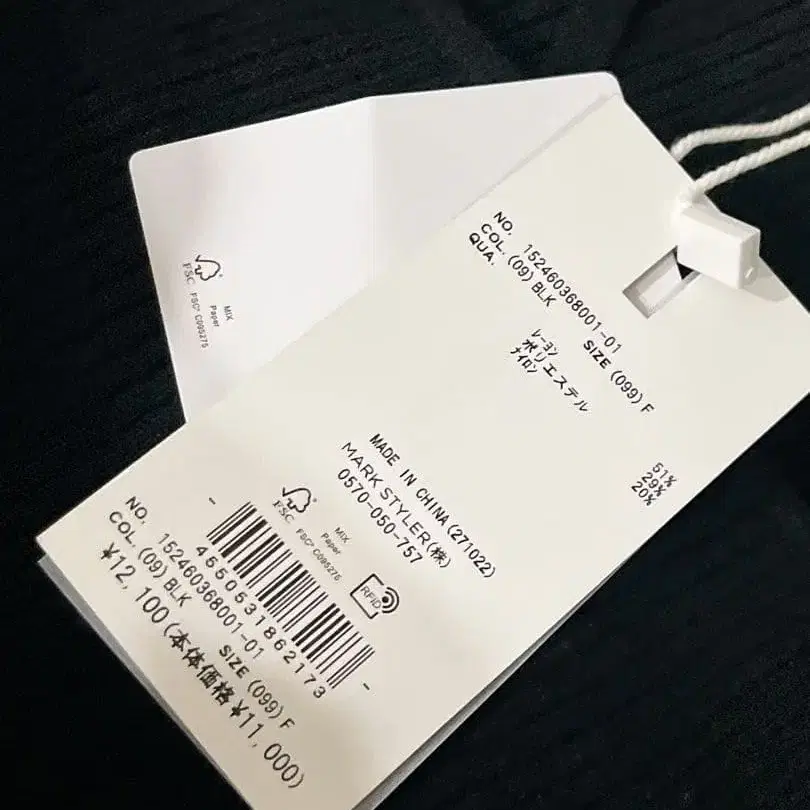 NO. 152460368001-01
COL. (09) BLK SIZE (099) F
QUA.
レーヨン 51%
ポリエステル 29%
ナイロン 20%
MADE IN CHINA (271022)
MARK STYLER(株)
0570-050-757
FSC
MIX
Paper
FSC® C095275
RFID
4550531862173
NO. 152460368001-01
COL. (09) BLK SIZE (099) F
¥12,100(本体価格¥11,000)
FSC
MIX
Paper
FSC® C095275